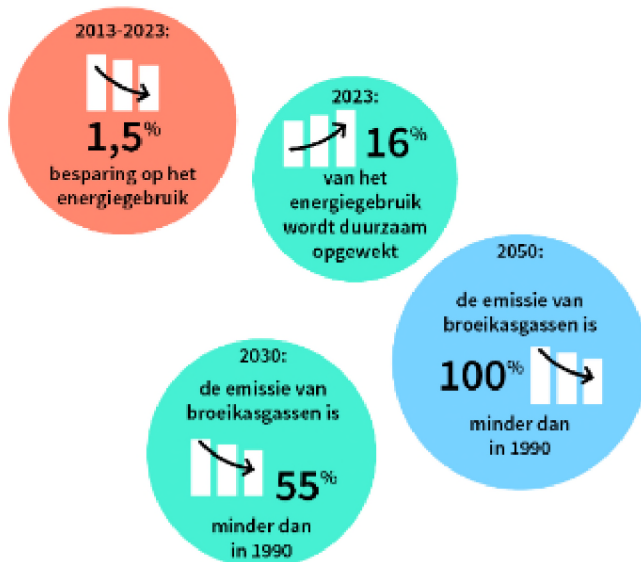 2013-2023:
1,5%
besparing op het
energiegebruik
2023:
16%
van het
energiegebruik
wordt duurzaam
opgewekt
2050:
de emissie van
broeikasgassen is
100%
minder dan
in 1990
2030:
de emissie van
broeikasgassen is
55%
minder dan
in 1990